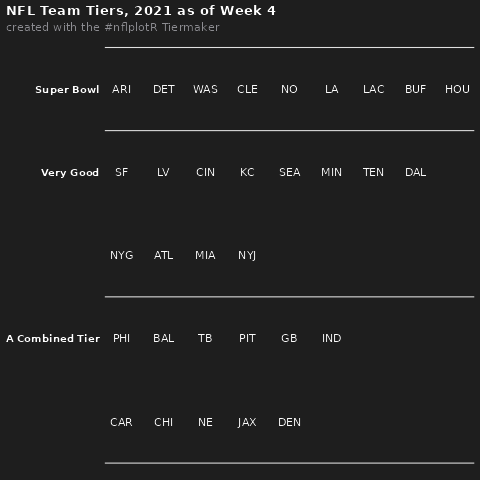 NFL Team Tiers, 2021 as of Week 4
created with the #nflplotR Tiermaker
Super Bowl ARI DET WAS CLE NO LA LAC BUF HOU
Very Good SF LV CIN KC SEA MIN TEN DAL
NYG ATL MIA NYJ
A Combined Tier PHI BAL TB PIT GB IND
CAR CHI NE JAX DEN